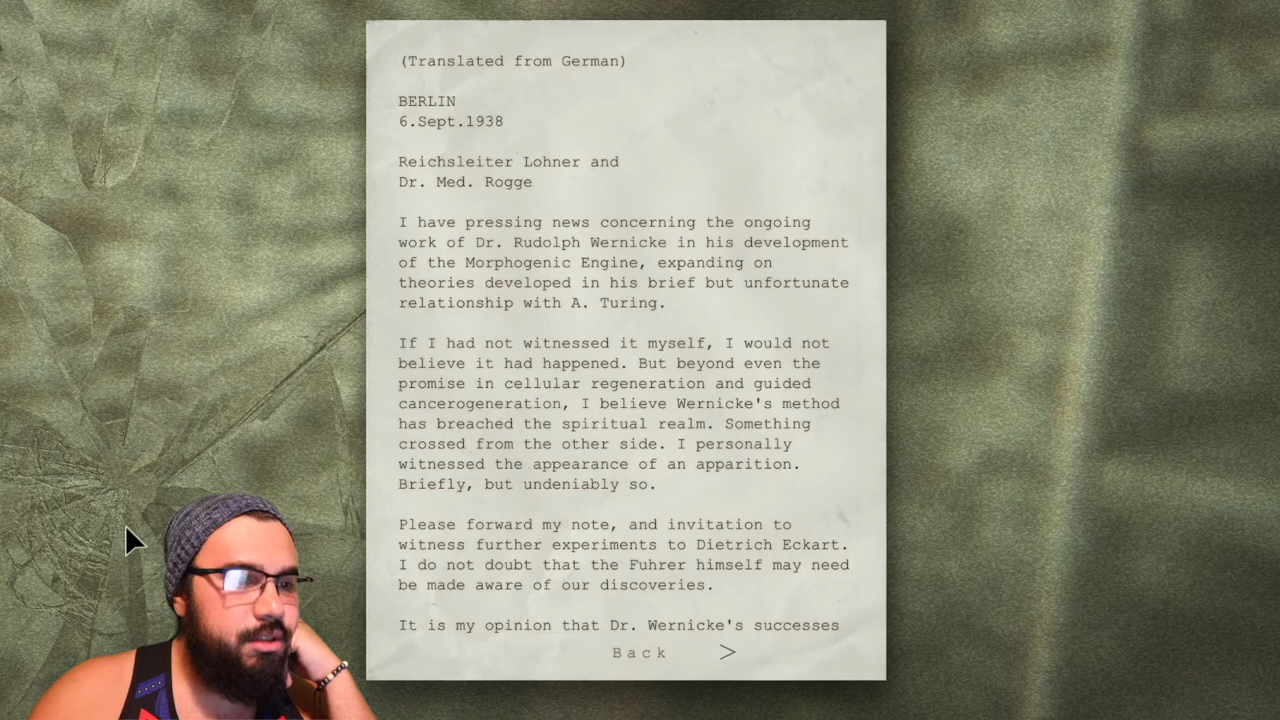 (Translated from German)
BERLIN
6.Sept.1938
Reichsleiter Lohner and
Dr. Med. Rogge
I have pressing news concerning the ongoing
work of Dr. Rudolph Wernicke in his development
of the Morphogenic Engine, expanding on
theories developed in his brief but unfortunate
relationship with A. Turing.
If I had not witnessed it myself, I would not
believe it had happened. But beyond even the
promise in cellular regeneration and guided
cancerogeneration, I believe Wernicke's method
has breached the spiritual realm. Something
crossed from the other side. I personally
witnessed the appearance of an apparition.
Briefly, but undeniably so.
Please forward my note, and invitation to
witness further experiments to Dietrich Eckart.
I do not doubt that the Fuhrer himself may need
be made aware of our discoveries.
It is my opinion that Dr. Wernicke's successes
Back >